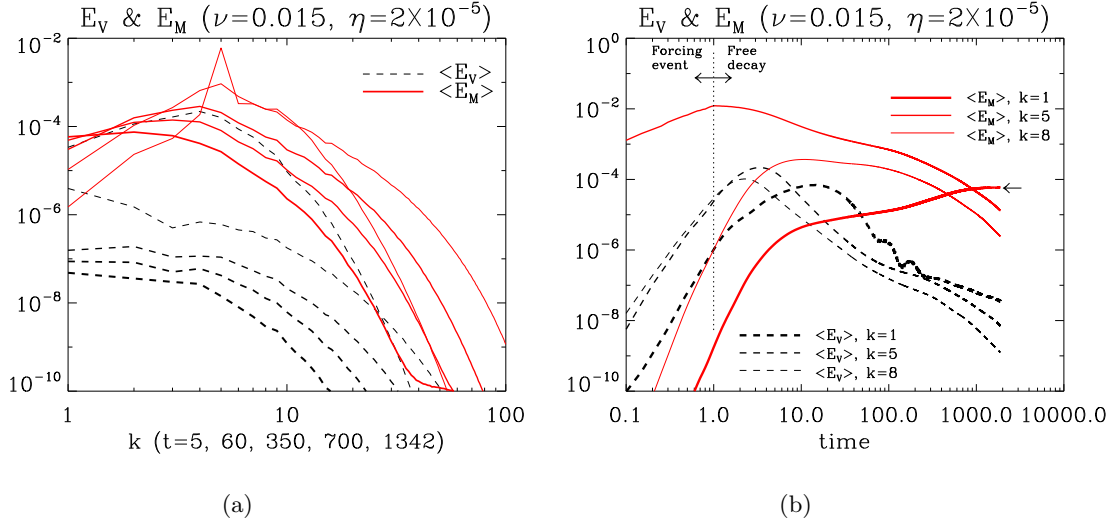 E_V & E_M (ν=0.015, η=2X10^-5)
10^-2
10^-4
10^-6
10^-8
10^-10
<E_V>
<E_M>
1
10
100
k (t=5, 60, 350, 700, 1342)
(a)
E_V & E_M (ν=0.015, η=2X10^-5)
10^0
10^-2
10^-4
10^-6
10^-8
10^-10
Forcing event
Free decay
<E_M>, k=1
<E_M>, k=5
<E_M>, k=8
<E_V>, k=1
<E_V>, k=5
<E_V>, k=8
0.1
1.0
10.0
100.0
1000.0
10000.0
time
(b)